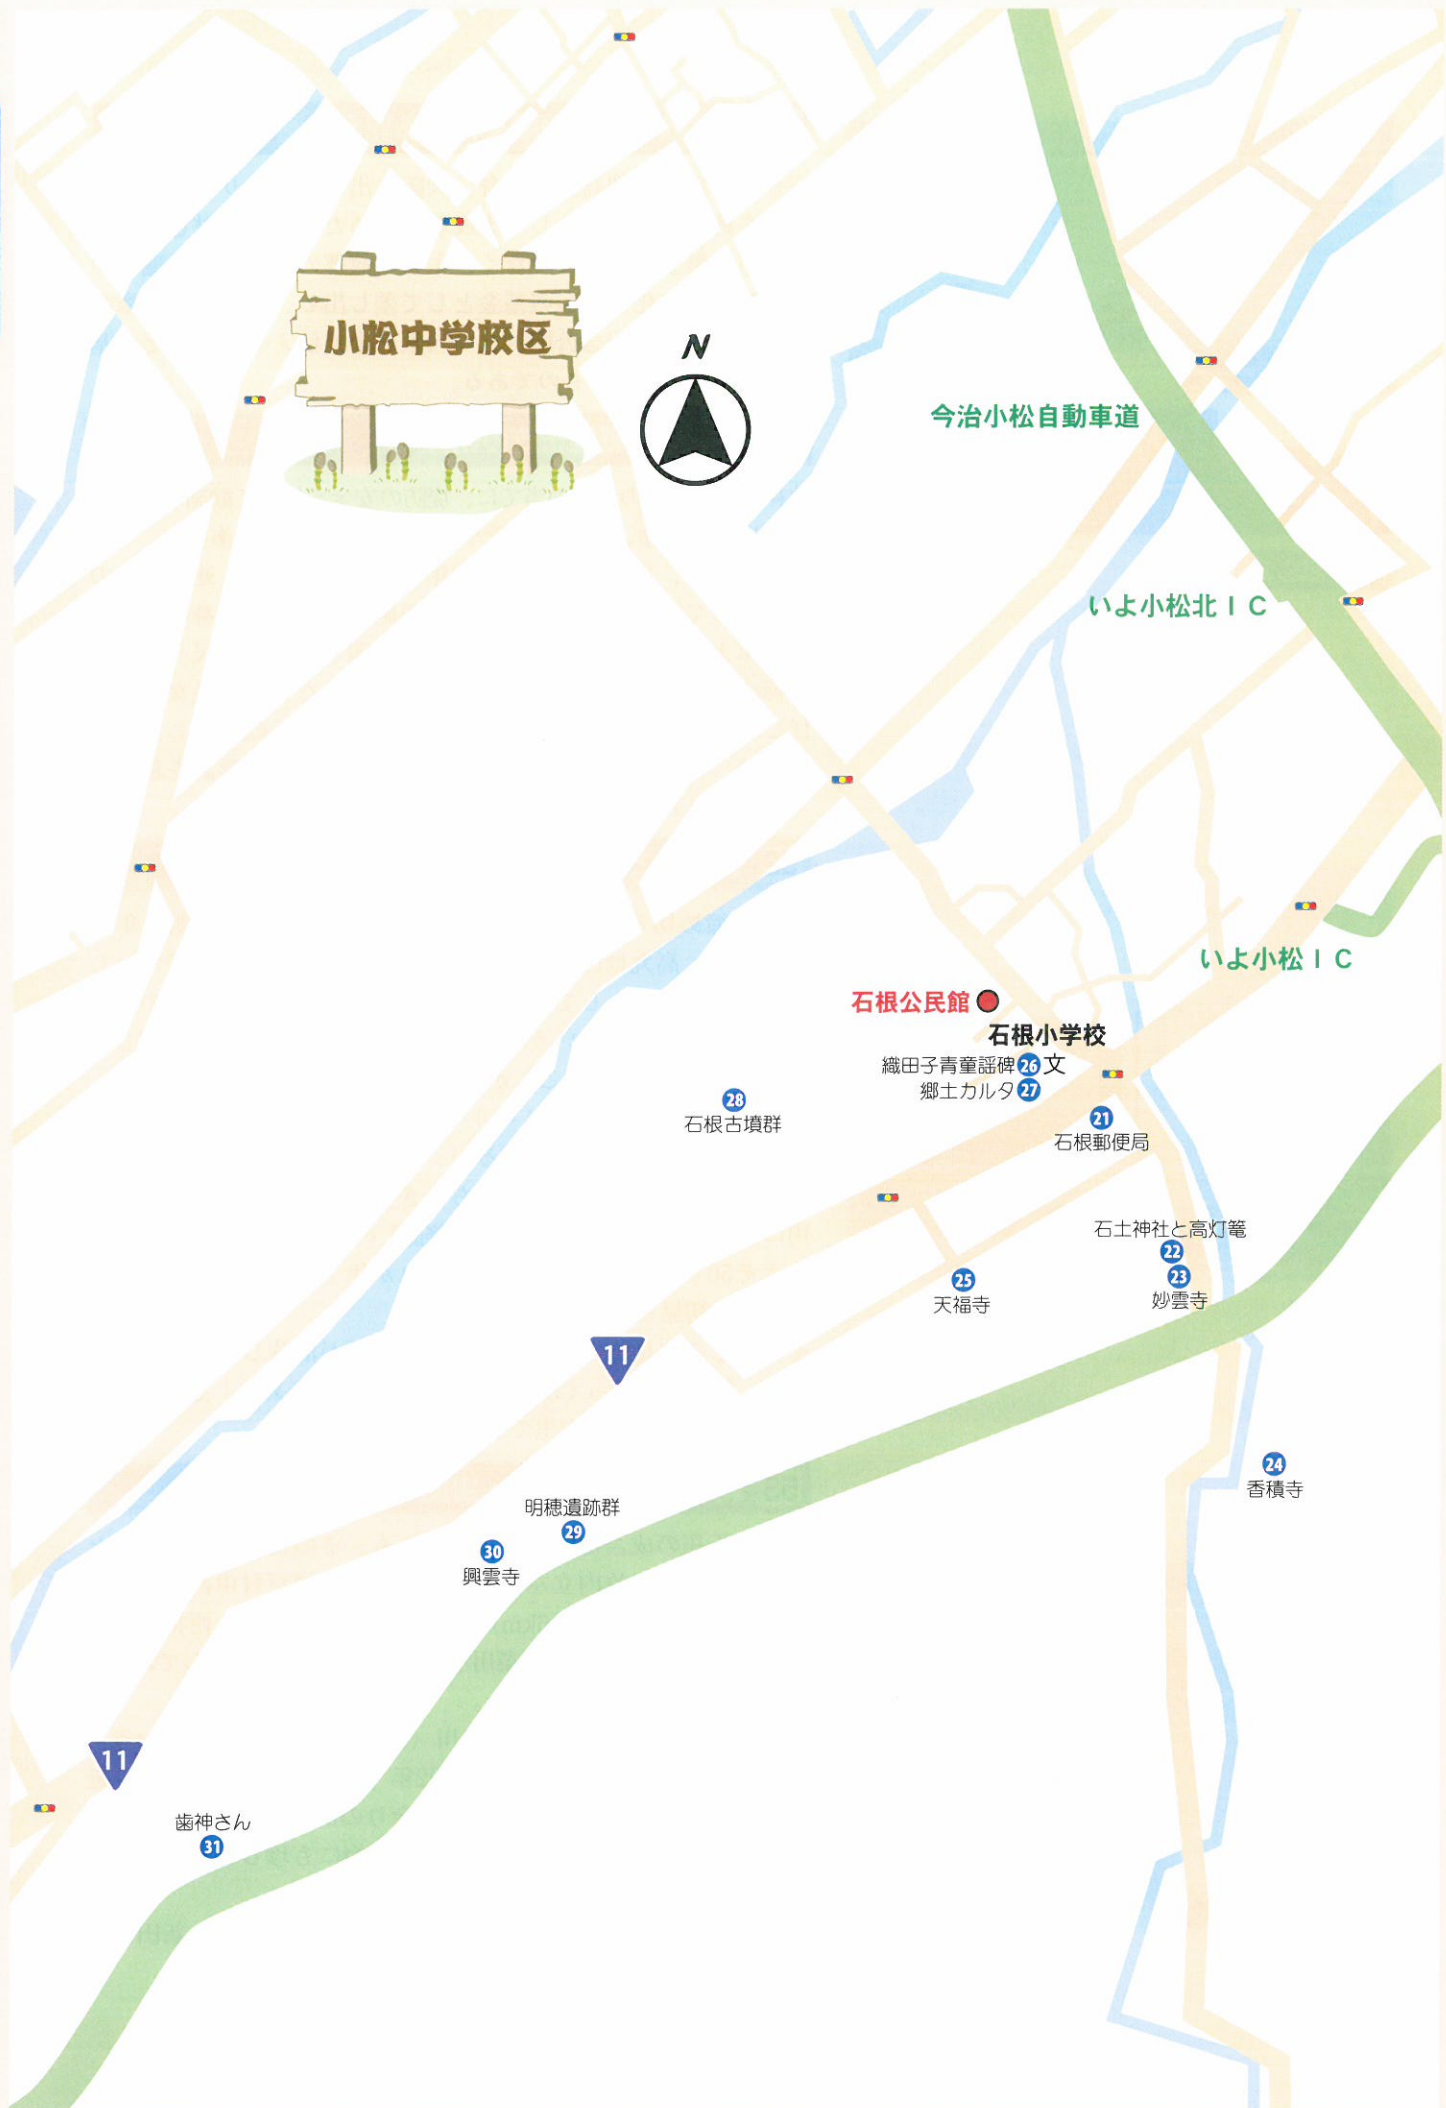 小松中学校区
N
今治小松自動車道
いよ小松北IC
いよ小松IC
石根公民館
石根小学校
織田子青童謡碑 26 文
郷土カルタ 27
28
石根古墳群
21
石根郵便局
石土神社と高灯篭
22
23
妙雲寺
25
天福寺
11
24
香積寺
明穂遺跡群
29
30
興雲寺
11
歯神さん
31